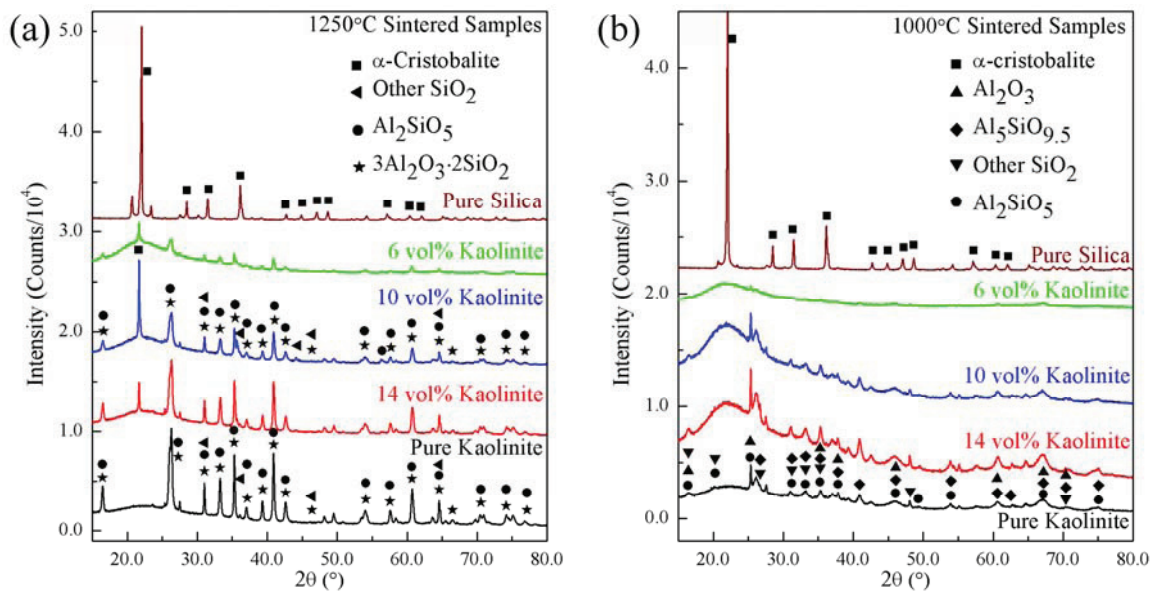 (a)
1250°C Sintered Samples
■ α-Cristobalite
◀ Other SiO₂
● Al₂SiO₅
★ 3Al₂O₃·2SiO₂
Pure Silica
6 vol% Kaolinite
10 vol% Kaolinite
14 vol% Kaolinite
Pure Kaolinite
Intensity (Counts/10⁴)
5.0
4.0
3.0
2.0
1.0
0.0
20.0 30.0 40.0 50.0 60.0 70.0 80.0
2θ (°)
(b)
1000°C Sintered Samples
■ α-cristobalite
▲ Al₂O₃
◆ Al₅SiO₉.₅
▼ Other SiO₂
● Al₂SiO₅
Pure Silica
6 vol% Kaolinite
10 vol% Kaolinite
14 vol% Kaolinite
Pure Kaolinite
Intensity (Counts/10⁴)
4.0
3.0
2.0
1.0
0.0
20.0 30.0 40.0 50.0 60.0 70.0 80.0
2θ (°)